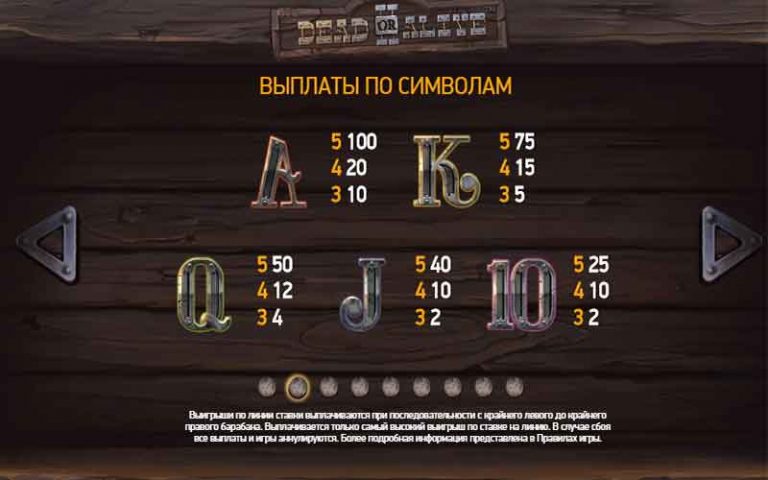 DEAD OR ALIVE
ВЫПЛАТЫ ПО СИМВОЛАМ
A 5 100 K 5 75
4 20 4 15
3 10 3 5
Q 5 50 J 5 40 10 5 25
4 12 4 10 4 10
3 4 3 2 3 2
Выигрыши по линии ставки выплачиваются при последовательности с крайнего левого до крайнего
правого барабана. Выплачивается только самый высокий выигрыш по ставке на линию. В случае сбоя
все выплаты и игры аннулируются. Более подробная информация представлена в Правилах игры.